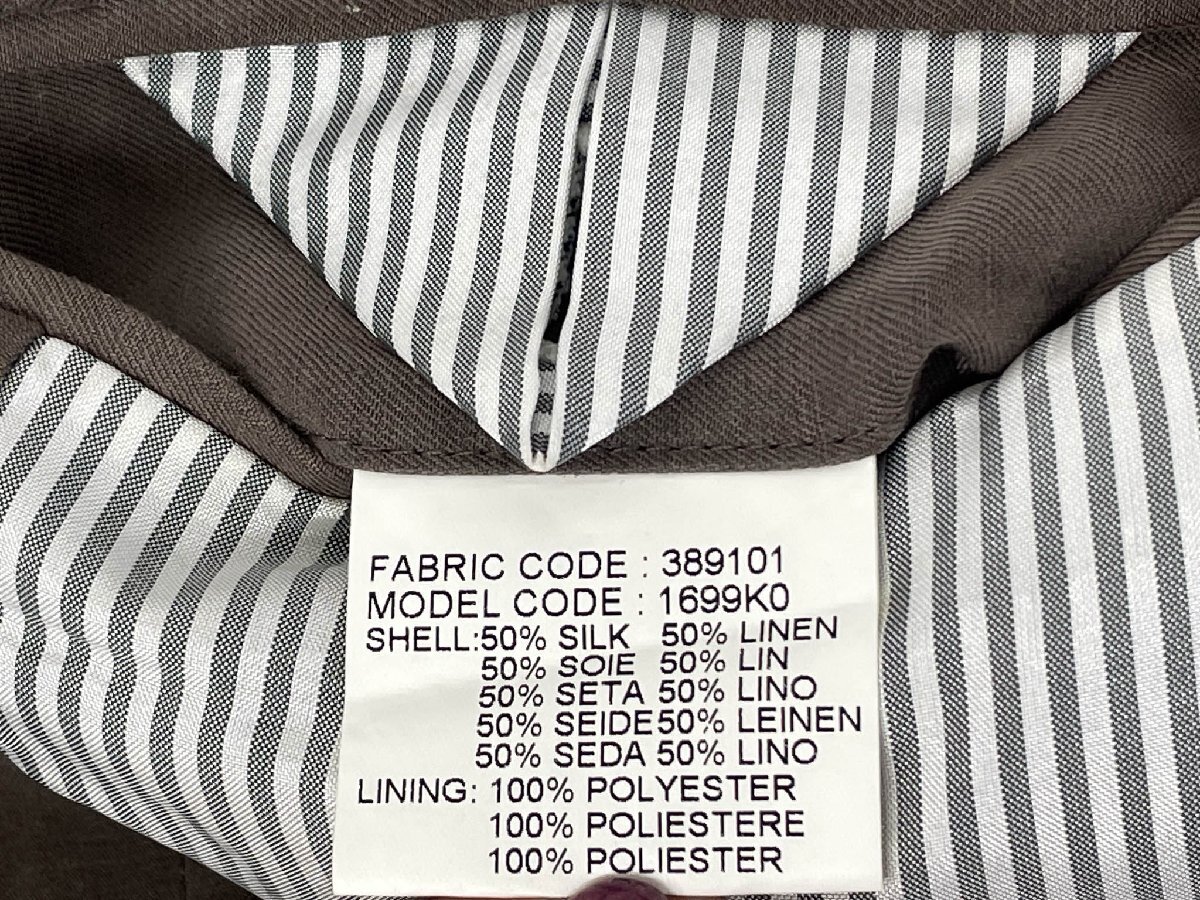 FABRIC CODE : 389101
MODEL CODE : 1699K0
SHELL:50% SILK 50% LINEN
50% SOIE 50% LIN
50% SETA 50% LINO
50% SEIDE50% LEINEN
50% SEDA 50% LINO
LINING: 100% POLYESTER
100% POLIESTERE
100% POLIESTER